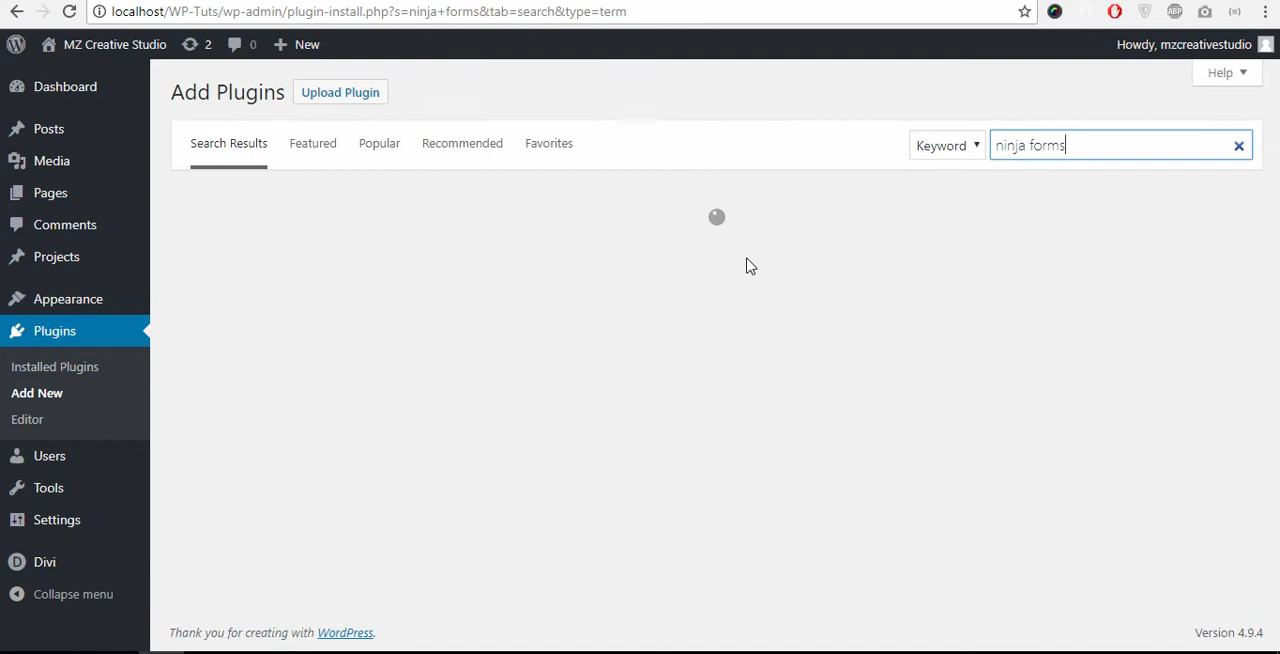 localhost/WP-Tuts/wp-admin/plugin-install.php?s=ninja+forms&tab=search&type=term
MZ Creative Studio 2 0 New Howdy, mzcreativestudio
Help
Add Plugins Upload Plugin
Search Results Featured Popular Recommended Favorites Keyword ninja forms
Dashboard
Posts
Media
Pages
Comments
Projects
Appearance
Plugins
Installed Plugins
Add New
Editor
Users
Tools
Settings
Divi
Collapse menu
Thank you for creating with WordPress. Version 4.9.4